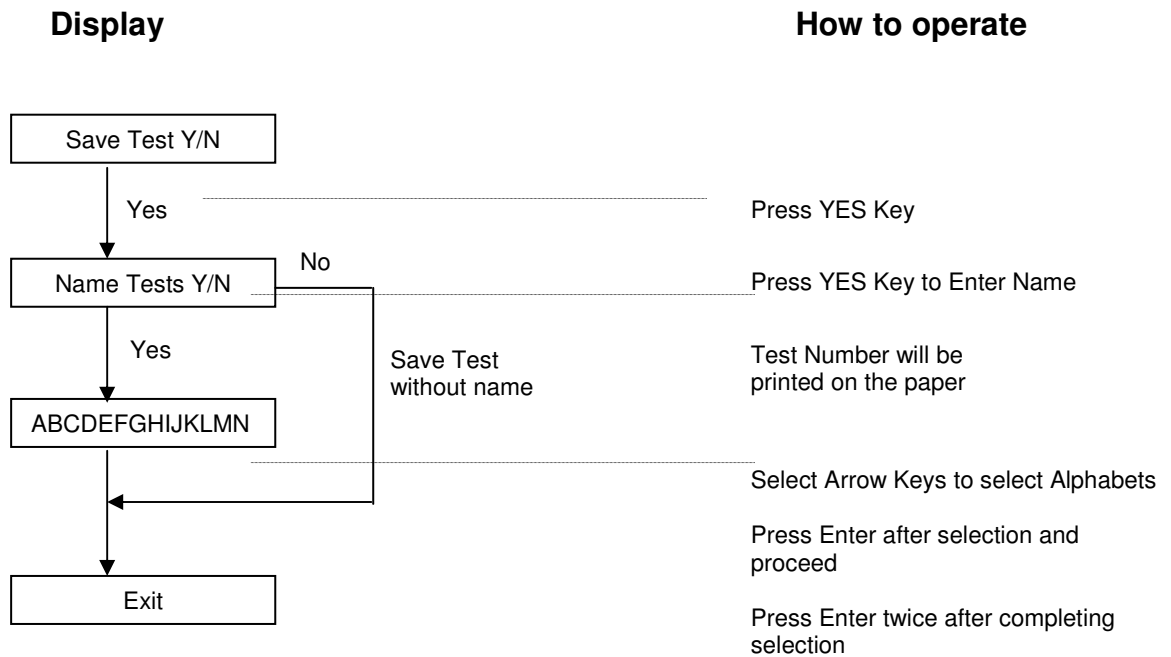 Display
How to operate
Save Test Y/N
Yes
Press YES Key
Name Tests Y/N
No
Press YES Key to Enter Name
Yes
Save Test
without name
Test Number will be
printed on the paper
ABCDEFGHIJKLMN
Select Arrow Keys to select Alphabets
Press Enter after selection and
proceed
Exit
Press Enter twice after completing
selection